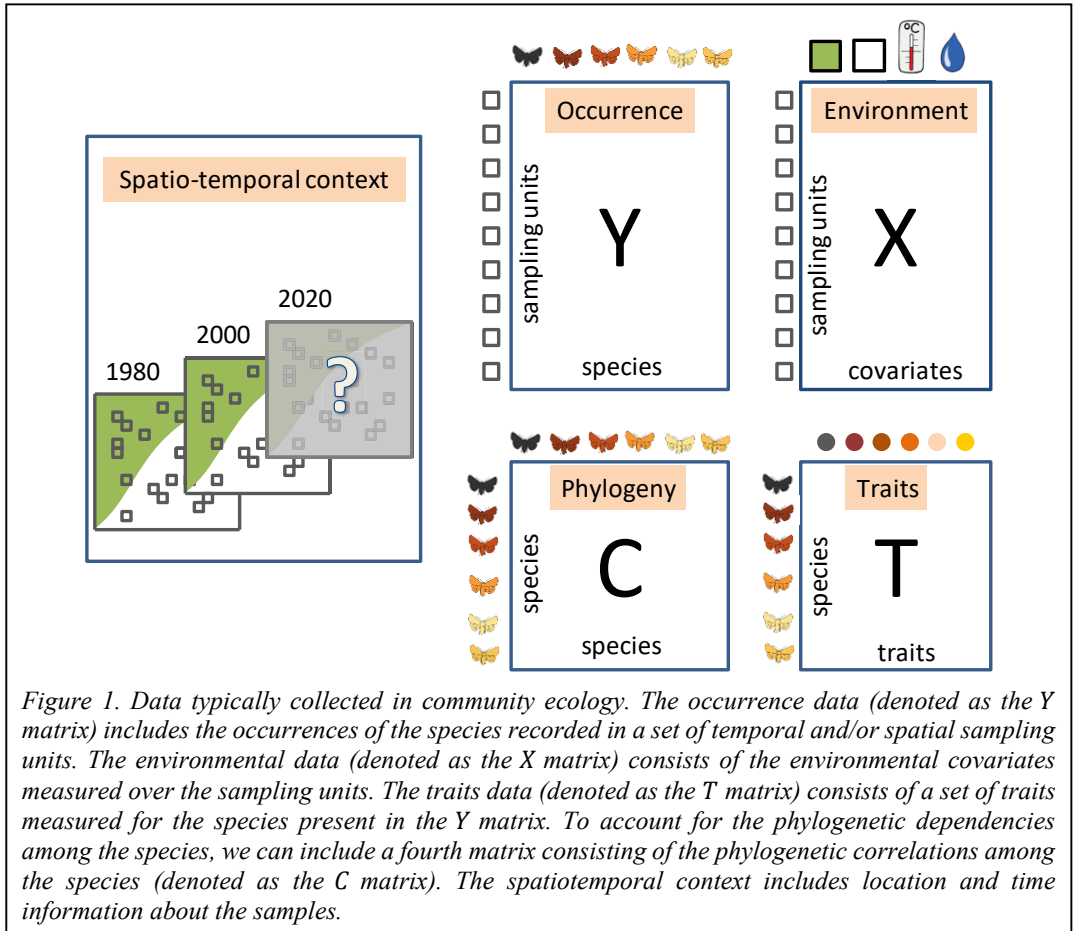 Spatio-temporal context
1980
2000
2020
?
Occurrence
Y
sampling units
species
°C
Environment
X
sampling units
covariates
Phylogeny
C
species
species
Traits
T
species
traits
Figure 1. Data typically collected in community ecology. The occurrence data (denoted as the Y
matrix) includes the occurrences of the species recorded in a set of temporal and/or spatial sampling
units. The environmental data (denoted as the X matrix) consists of the environmental covariates
measured over the sampling units. The traits data (denoted as the T matrix) consists of a set of traits
measured for the species present in the Y matrix. To account for the phylogenetic dependencies
among the species, we can include a fourth matrix consisting of the phylogenetic correlations among
the species (denoted as the C matrix). The spatiotemporal context includes location and time
information about the samples.